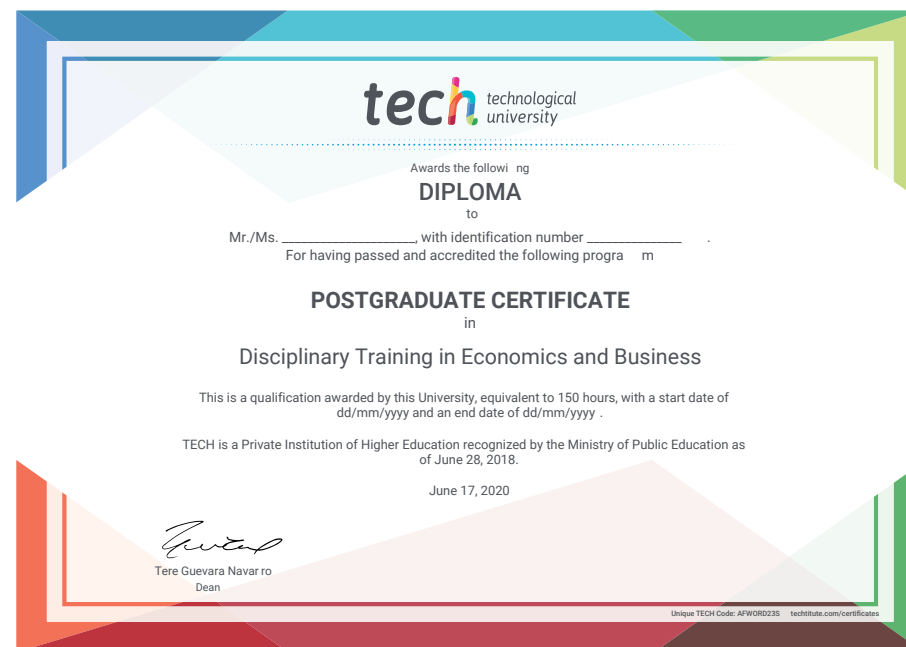 tech technological
university
Awards the followi ng
DIPLOMA
to
Mr./Ms. ____________________, with identification number ______________ .
For having passed and accredited the following progra m
POSTGRADUATE CERTIFICATE
in
Disciplinary Training in Economics and Business
This is a qualification awarded by this University, equivalent to 150 hours, with a start date of
dd/mm/yyyy and an end date of dd/mm/yyyy .
TECH is a Private Institution of Higher Education recognized by the Ministry of Public Education as
of June 28, 2018.
June 17, 2020
Tere Guevara Navar ro
Dean
Unique TECH Code: AFWORD23S techtitute.com/certificates